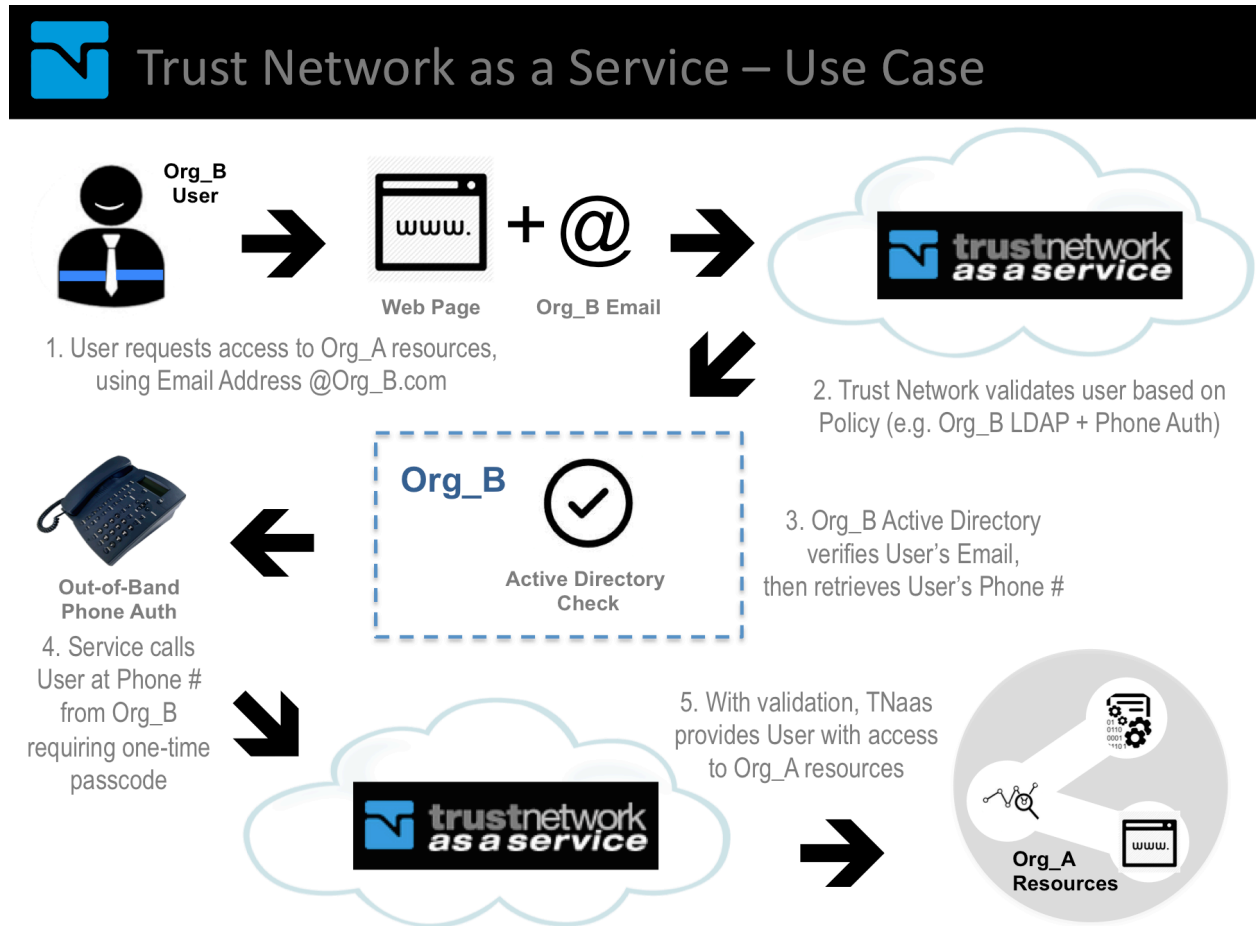 Trust Network as a Service – Use Case
Org_B
User
www.
+
@
Web Page
Org_B Email
trustnetwork
as a service
1. User requests access to Org_A resources,
using Email Address @Org_B.com
2. Trust Network validates user based on
Policy (e.g. Org_B LDAP + Phone Auth)
Org_B
Active Directory
Check
3. Org_B Active Directory
verifies User's Email,
then retrieves User's Phone #
Out-of-Band
Phone Auth
4. Service calls
User at Phone #
from Org_B
requiring one-time
passcode
trustnetwork
as a service
5. With validation, TNaas
provides User with access
to Org_A resources
01
0110
0001
www.
Org_A
Resources